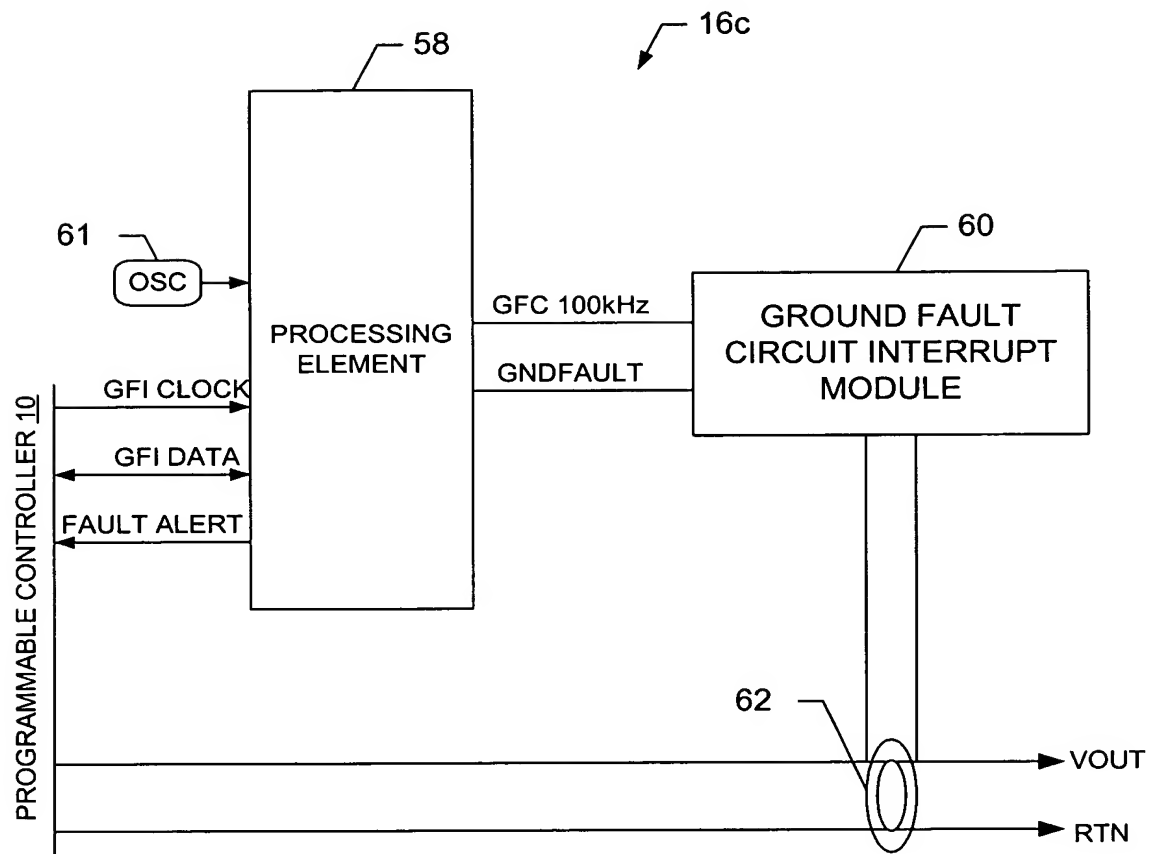 16c
58
61
OSC
PROCESSING
ELEMENT
60
GFC 100kHz
GNDFAULT
GROUND FAULT
CIRCUIT INTERRUPT
MODULE
GFI CLOCK
GFI DATA
FAULT ALERT
PROGRAMMABLE CONTROLLER 10
62
VOUT
RTN